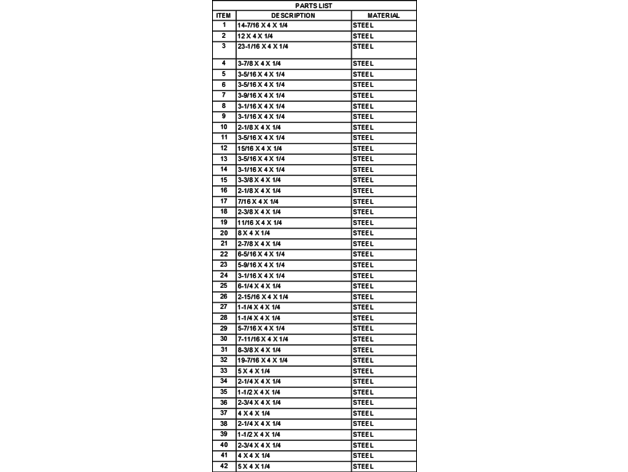 PARTS LIST
ITEM DESCRIPTION MATERIAL
1 14-7/16 X 4 X 1/4 STEEL
2 12 X 4 X 1/4 STEEL
3 23-1/16 X 4 X 1/4 STEEL
4 3-7/8 X 4 X 1/4 STEEL
5 3-5/16 X 4 X 1/4 STEEL
6 3-5/16 X 4 X 1/4 STEEL
7 3-9/16 X 4 X 1/4 STEEL
8 3-1/16 X 4 X 1/4 STEEL
9 3-1/16 X 4 X 1/4 STEEL
10 2-1/8 X 4 X 1/4 STEEL
11 3-5/16 X 4 X 1/4 STEEL
12 15/16 X 4 X 1/4 STEEL
13 3-5/16 X 4 X 1/4 STEEL
14 3-1/16 X 4 X 1/4 STEEL
15 3-3/8 X 4 X 1/4 STEEL
16 2-1/8 X 4 X 1/4 STEEL
17 7/16 X 4 X 1/4 STEEL
18 2-3/8 X 4 X 1/4 STEEL
19 11/16 X 4 X 1/4 STEEL
20 8 X 4 X 1/4 STEEL
21 2-7/8 X 4 X 1/4 STEEL
22 6-5/16 X 4 X 1/4 STEEL
23 5-9/16 X 4 X 1/4 STEEL
24 3-1/16 X 4 X 1/4 STEEL
25 6-1/4 X 4 X 1/4 STEEL
26 2-15/16 X 4 X 1/4 STEEL
27 1-1/4 X 4 X 1/4 STEEL
28 1-1/4 X 4 X 1/4 STEEL
29 5-7/16 X 4 X 1/4 STEEL
30 7-11/16 X 4 X 1/4 STEEL
31 8-3/8 X 4 X 1/4 STEEL
32 19-7/16 X 4 X 1/4 STEEL
33 5 X 4 X 1/4 STEEL
34 2-1/4 X 4 X 1/4 STEEL
35 1-1/2 X 4 X 1/4 STEEL
36 2-3/4 X 4 X 1/4 STEEL
37 4 X 4 X 1/4 STEEL
38 2-1/4 X 4 X 1/4 STEEL
39 1-1/2 X 4 X 1/4 STEEL
40 2-3/4 X 4 X 1/4 STEEL
41 4 X 4 X 1/4 STEEL
42 5 X 4 X 1/4 STEEL